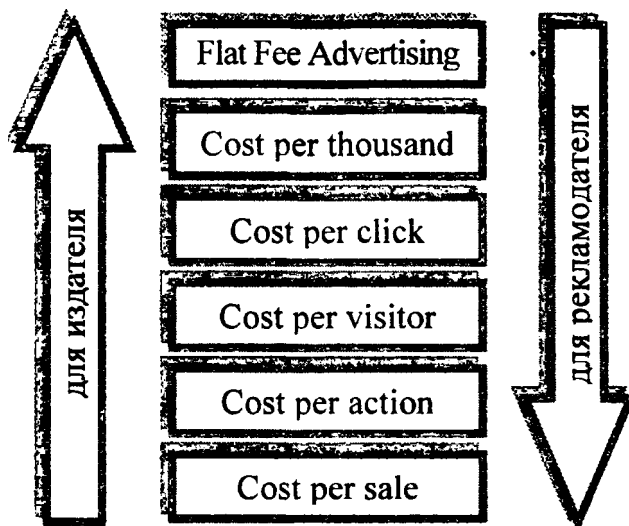 для издателя
Flat Fee Advertising
Cost per thousand
Cost per click
Cost per visitor
Cost per action
Cost per sale
для рекламодателя